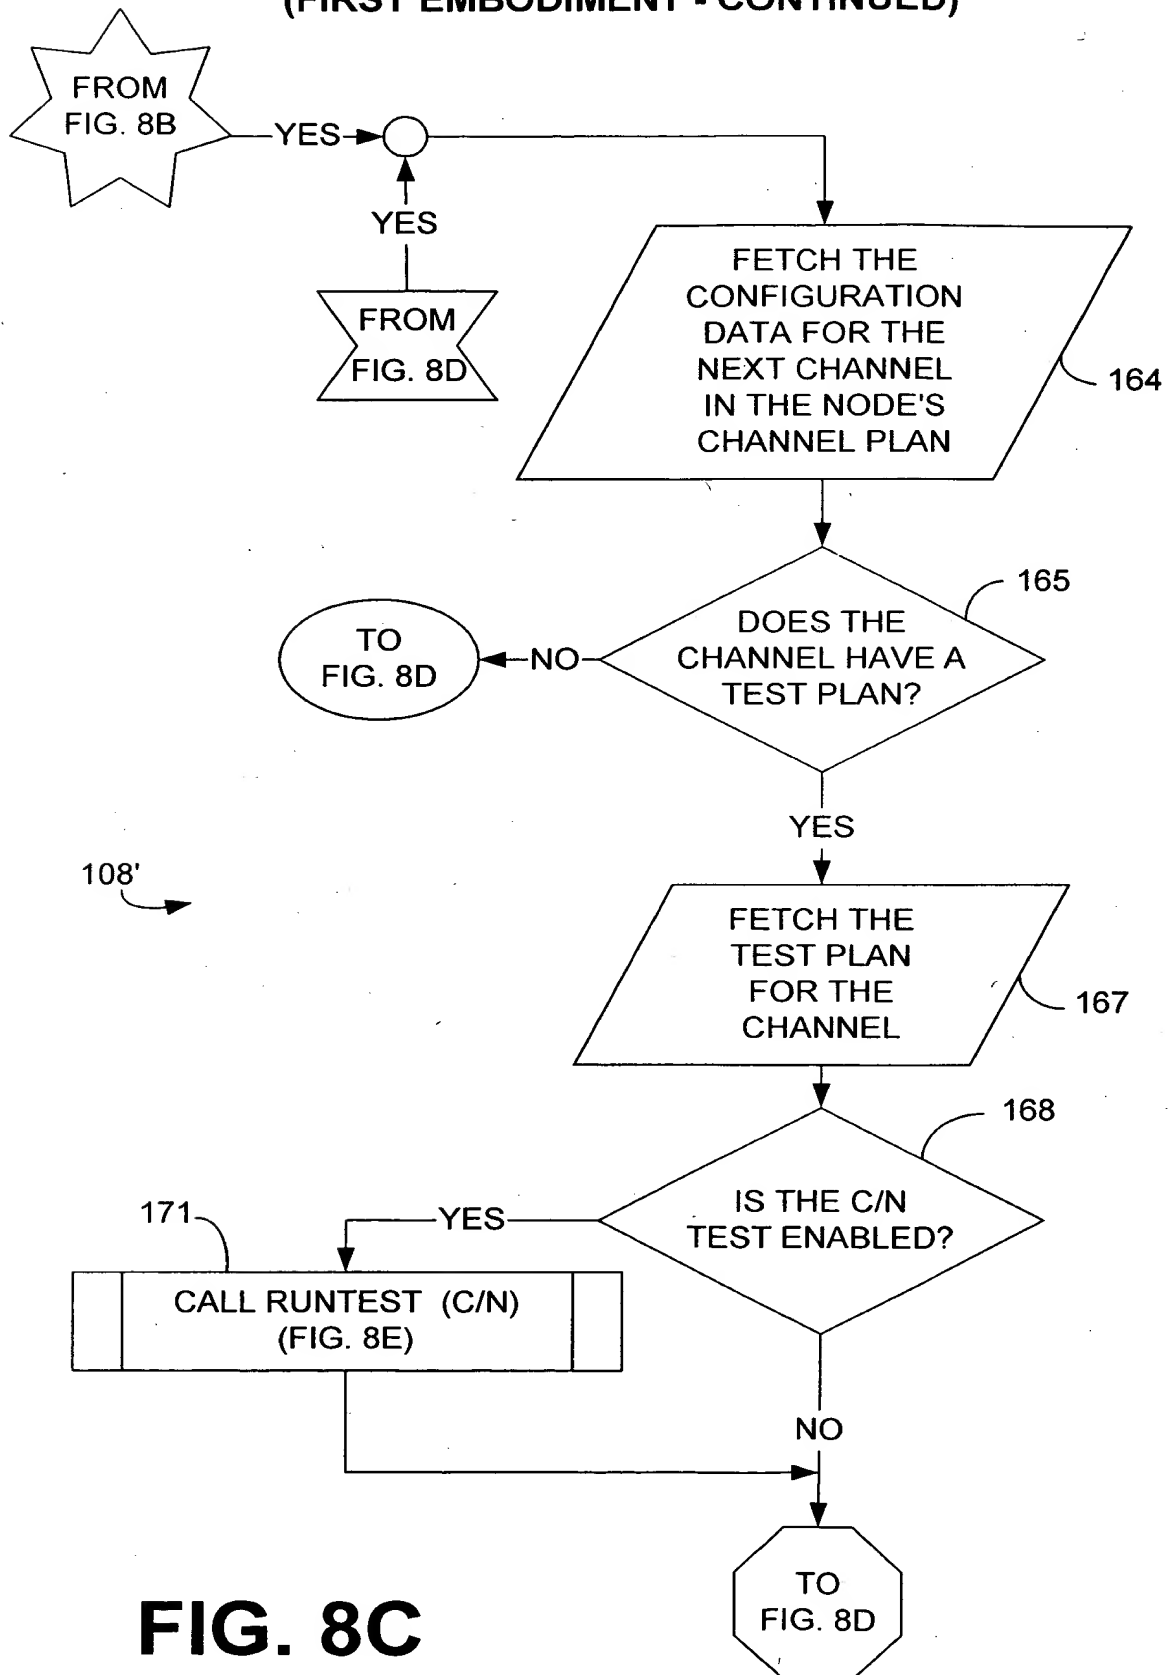 (FIRST EMBODIMENT - CONTINUED)
FROM
FIG. 8B
YES
YES
FROM
FIG. 8D
FETCH THE
CONFIGURATION
DATA FOR THE
NEXT CHANNEL
IN THE NODE'S
CHANNEL PLAN
164
165
DOES THE
CHANNEL HAVE A
TEST PLAN?
NO
TO
FIG. 8D
YES
108'
FETCH THE
TEST PLAN
FOR THE
CHANNEL
167
168
IS THE C/N
TEST ENABLED?
YES
171
CALL RUNTEST (C/N)
(FIG. 8E)
NO
TO
FIG. 8D
FIG. 8C